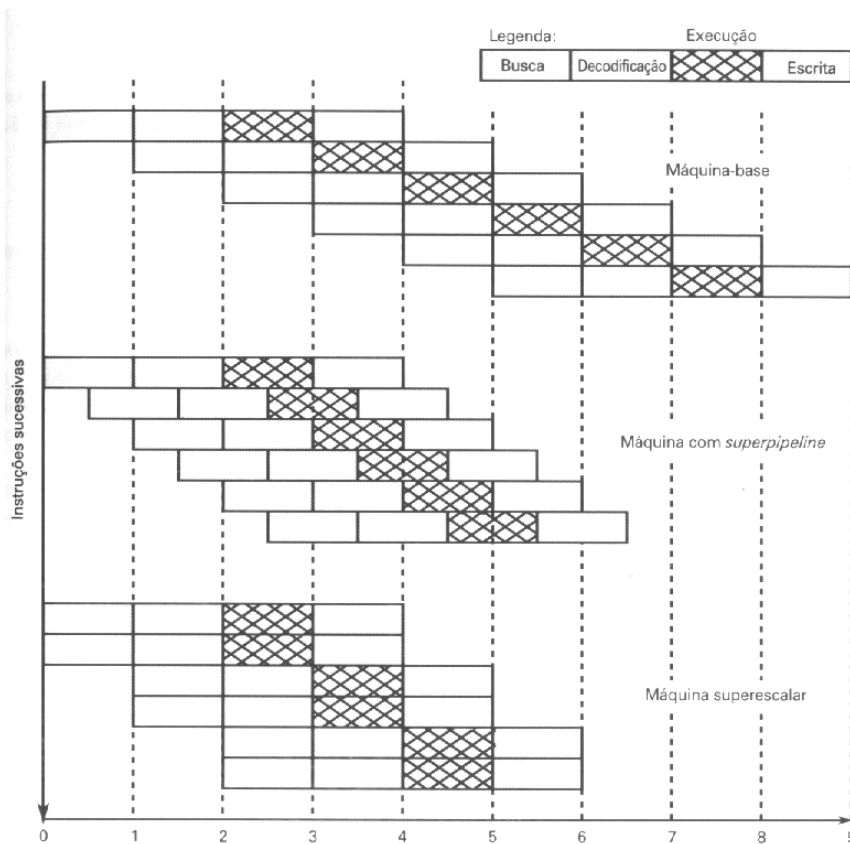 Legenda:
Execução
Busca
Decodificação
Escrita
Máquina-base
Instruções sucessivas
Máquina com superpipeline
Máquina superescalar
0 1 2 3 4 5 6 7 8 9